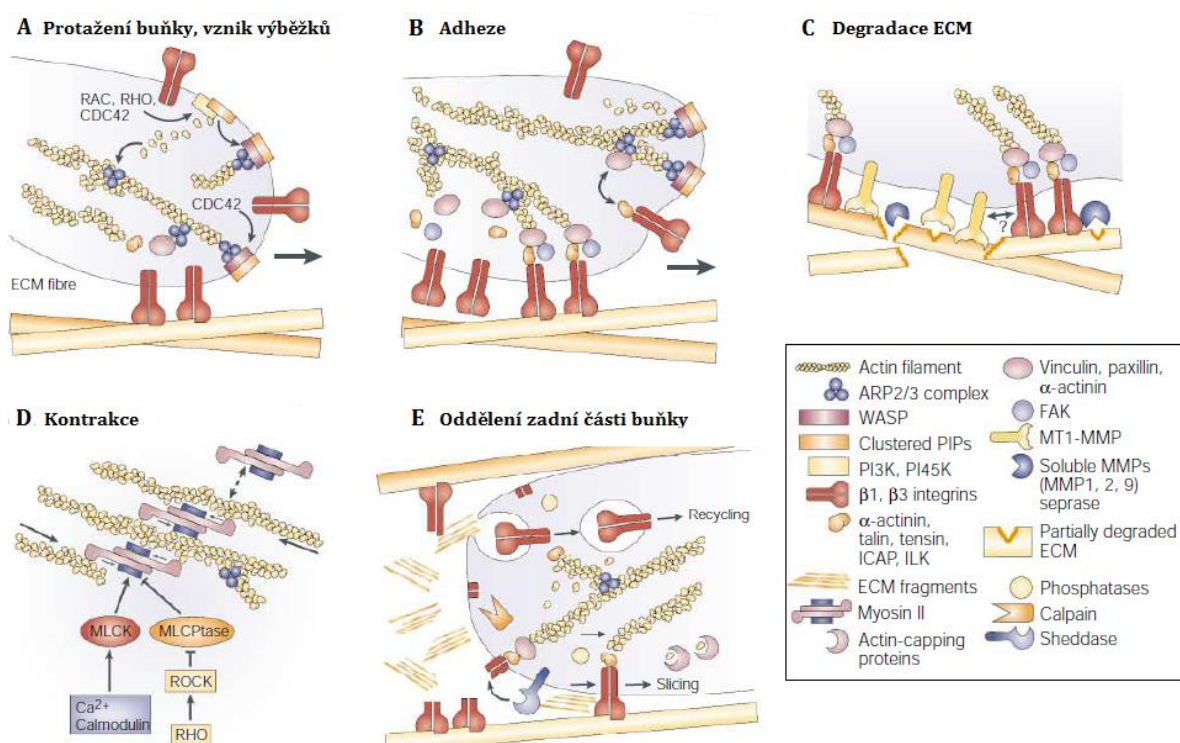 A Protažení buňky, vznik výběžků
RAC, RHO,
CDC42
CDC42
ECM fibre
B Adheze
C Degradace ECM
?
D Kontrakce
MLCK
MLCPtase
ROCK
Ca2+
Calmodulin
RHO
E Oddělení zadní části buňky
Recycling
Slicing
Actin filament
ARP2/3 complex
WASP
Clustered PIPs
PI3K, PI45K
β1, β3 integrins
α-actinin,
talin, tensin,
ICAP, ILK
ECM fragments
Myosin II
Actin-capping
proteins
Vinculin, paxillin,
α-actinin
FAK
MT1-MMP
Soluble MMPs
(MMP1, 2, 9)
seprase
Partially degraded
ECM
Phosphatases
Calpain
Sheddase